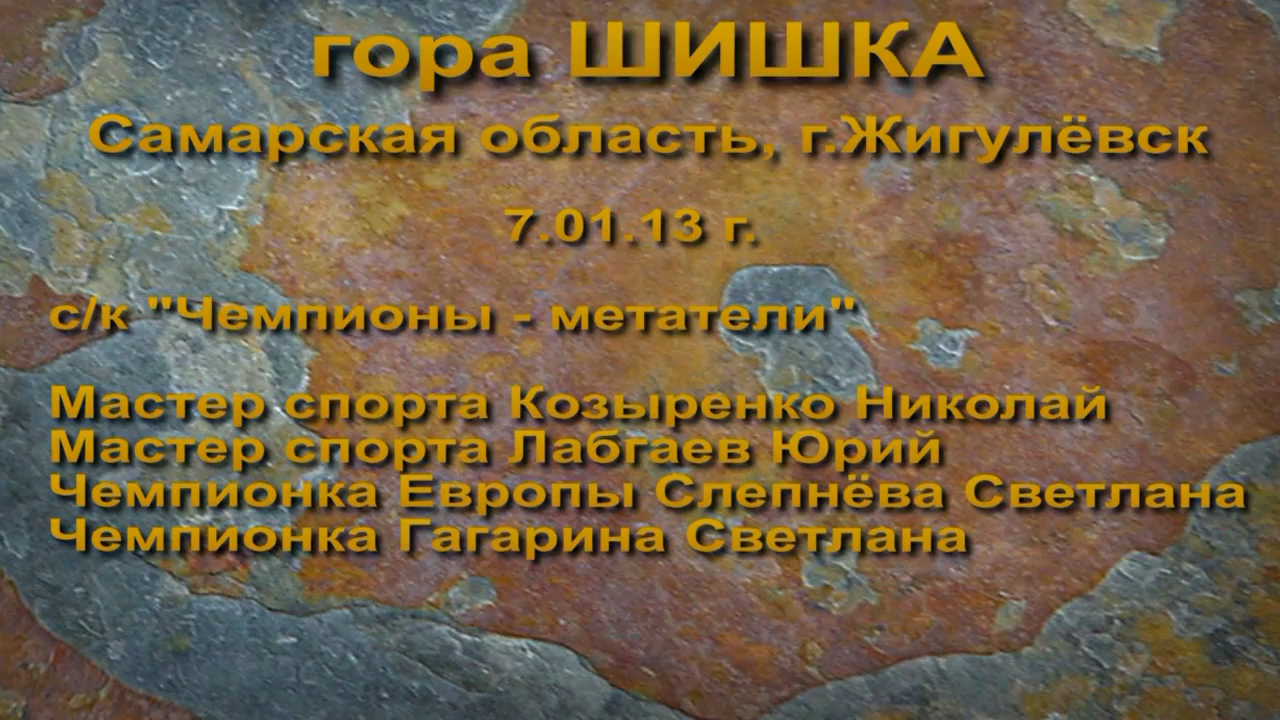 гора ШИШКА
Самарская область, г.Жигулёвск
7.01.13 г.
с/к "Чемпионы - метатели"
Мастер спорта Козыренко Николай
Мастер спорта Лабгаев Юрий
Чемпионка Европы Слепнёва Светлана
Чемпионка Гагарина Светлана